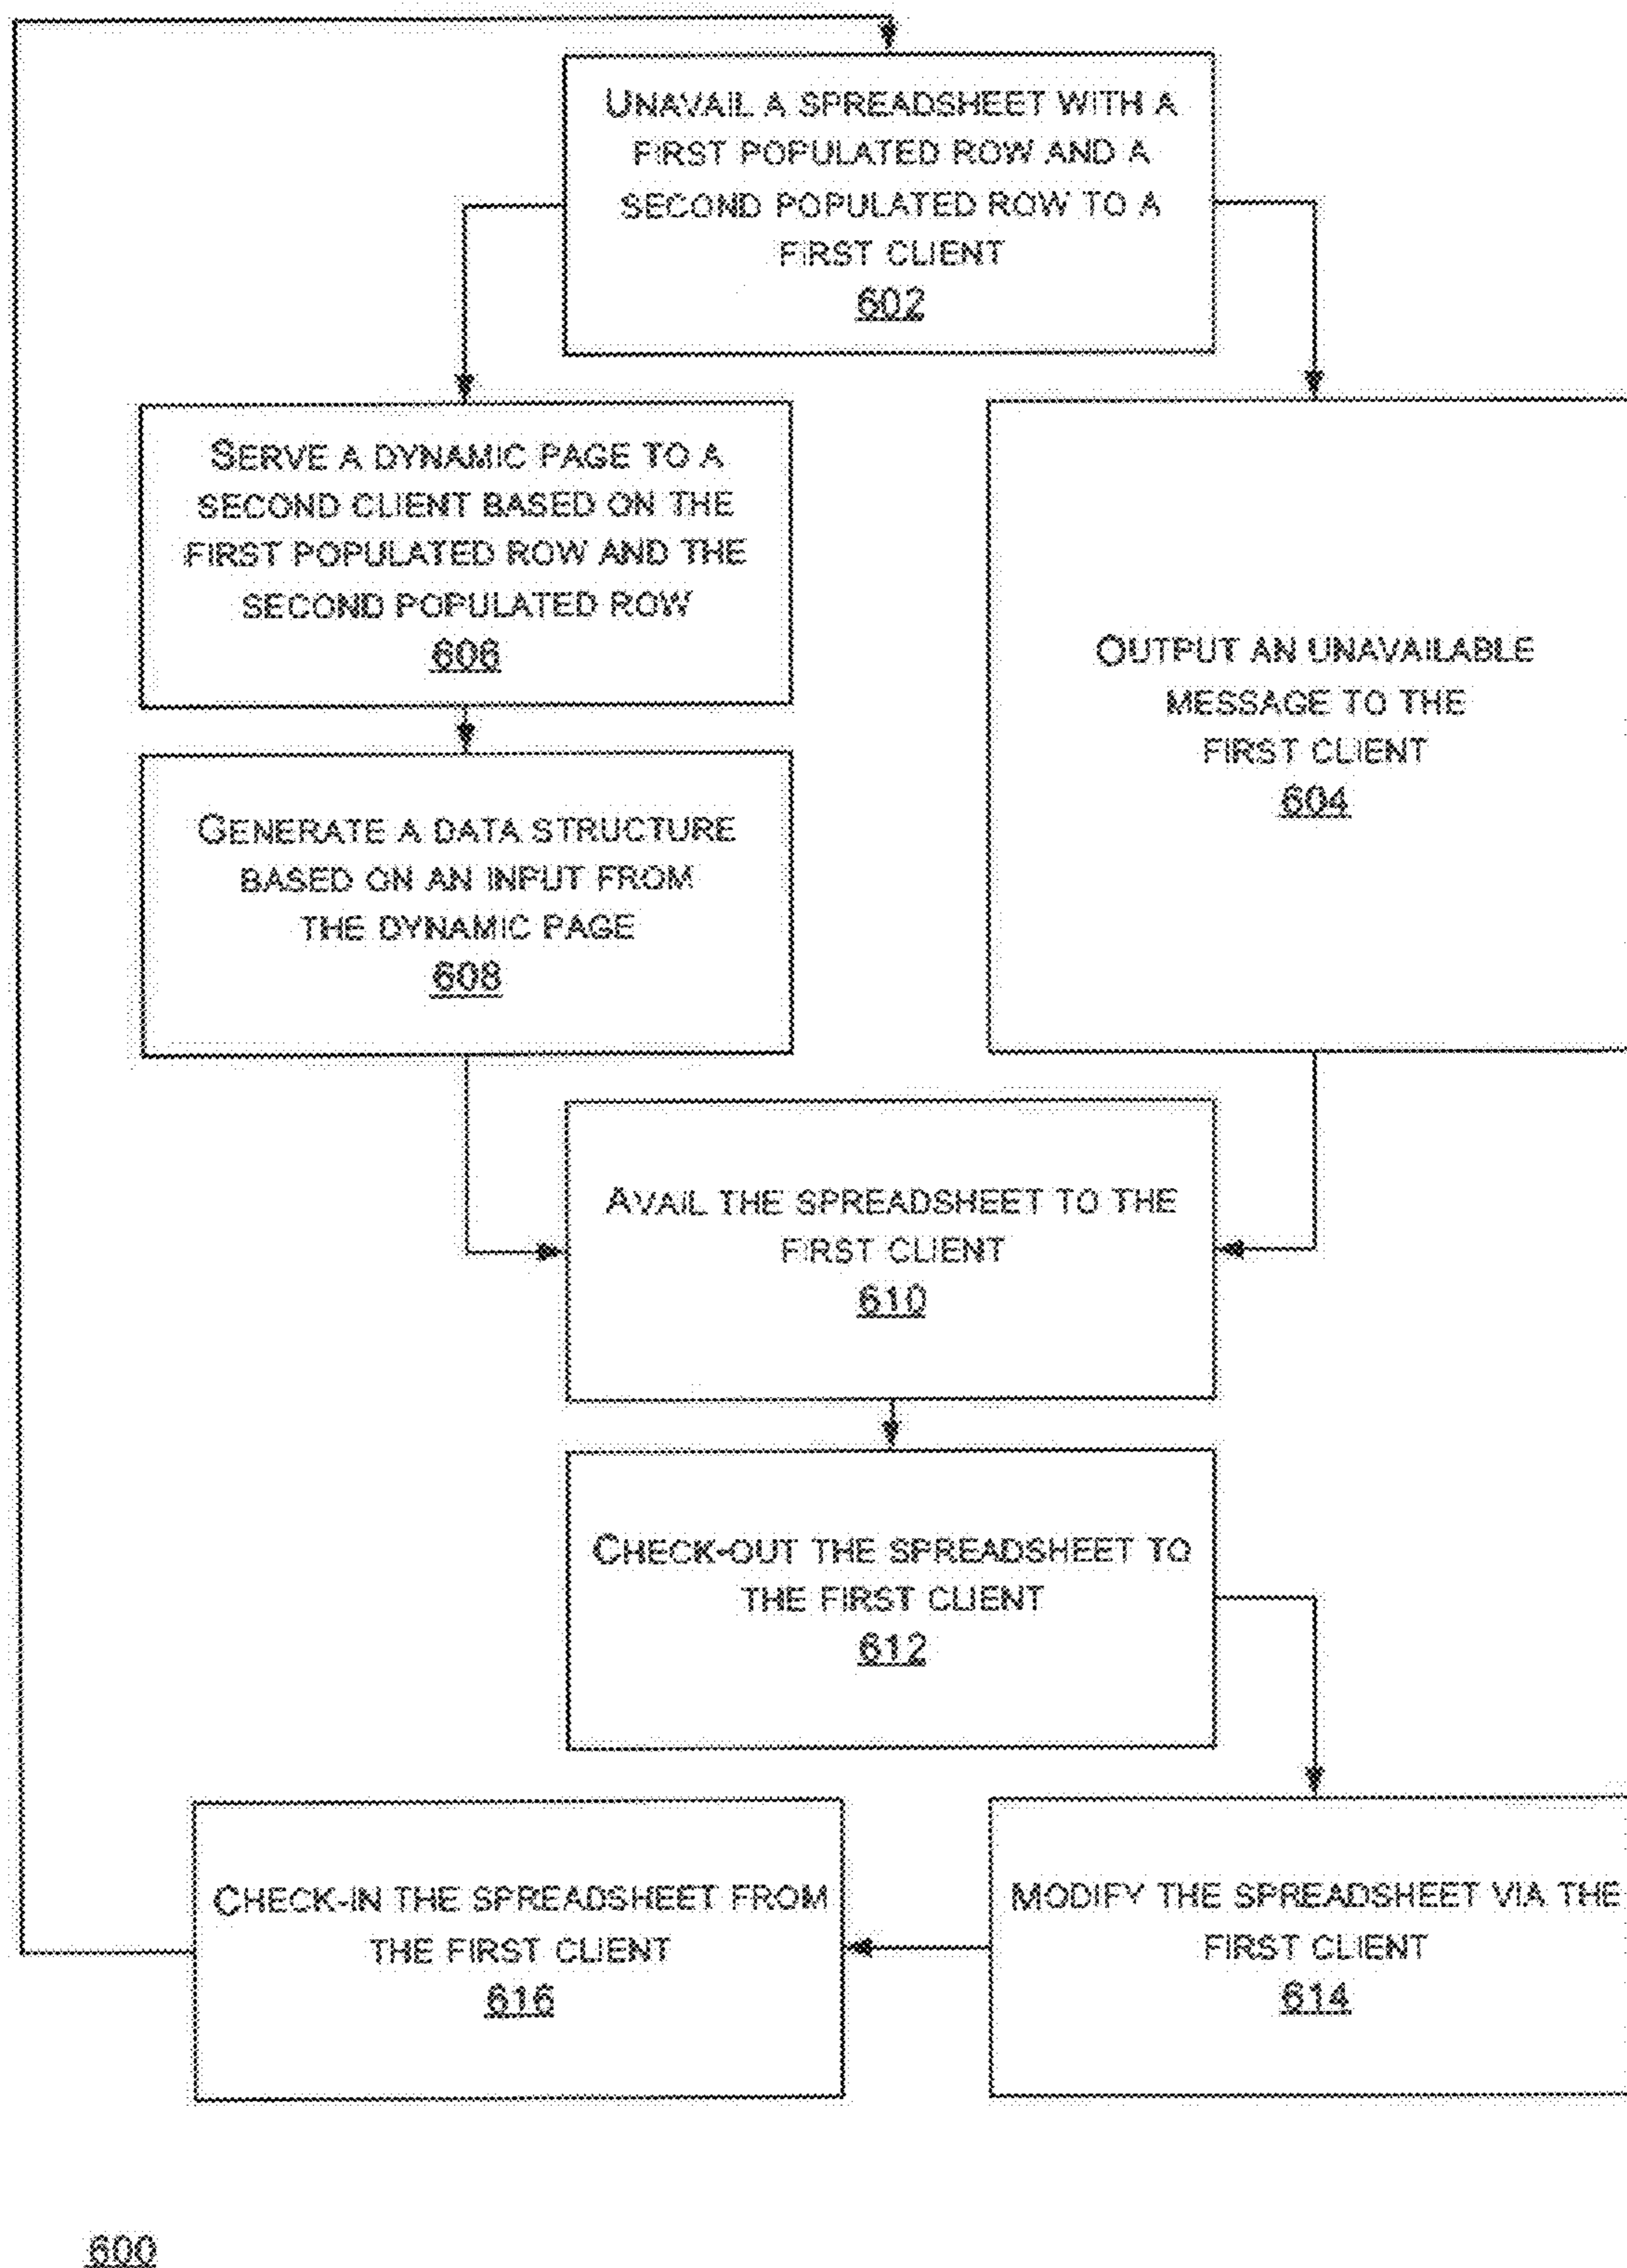 UNAVAIL A SPREADSHEET WITH A
FIRST POPULATED ROW AND A
SECOND POPULATED ROW TO A
FIRST CLIENT
602
SERVE A DYNAMIC PAGE TO A
SECOND CLIENT BASED ON THE
FIRST POPULATED ROW AND THE
SECOND POPULATED ROW
606
OUTPUT AN UNAVAILABLE
MESSAGE TO THE
FIRST CLIENT
604
GENERATE A DATA STRUCTURE
BASED ON AN INPUT FROM
THE DYNAMIC PAGE
608
AVAIL THE SPREADSHEET TO THE
FIRST CLIENT
610
CHECK-OUT THE SPREADSHEET TO
THE FIRST CLIENT
612
MODIFY THE SPREADSHEET VIA THE
FIRST CLIENT
614
CHECK-IN THE SPREADSHEET FROM
THE FIRST CLIENT
616
600